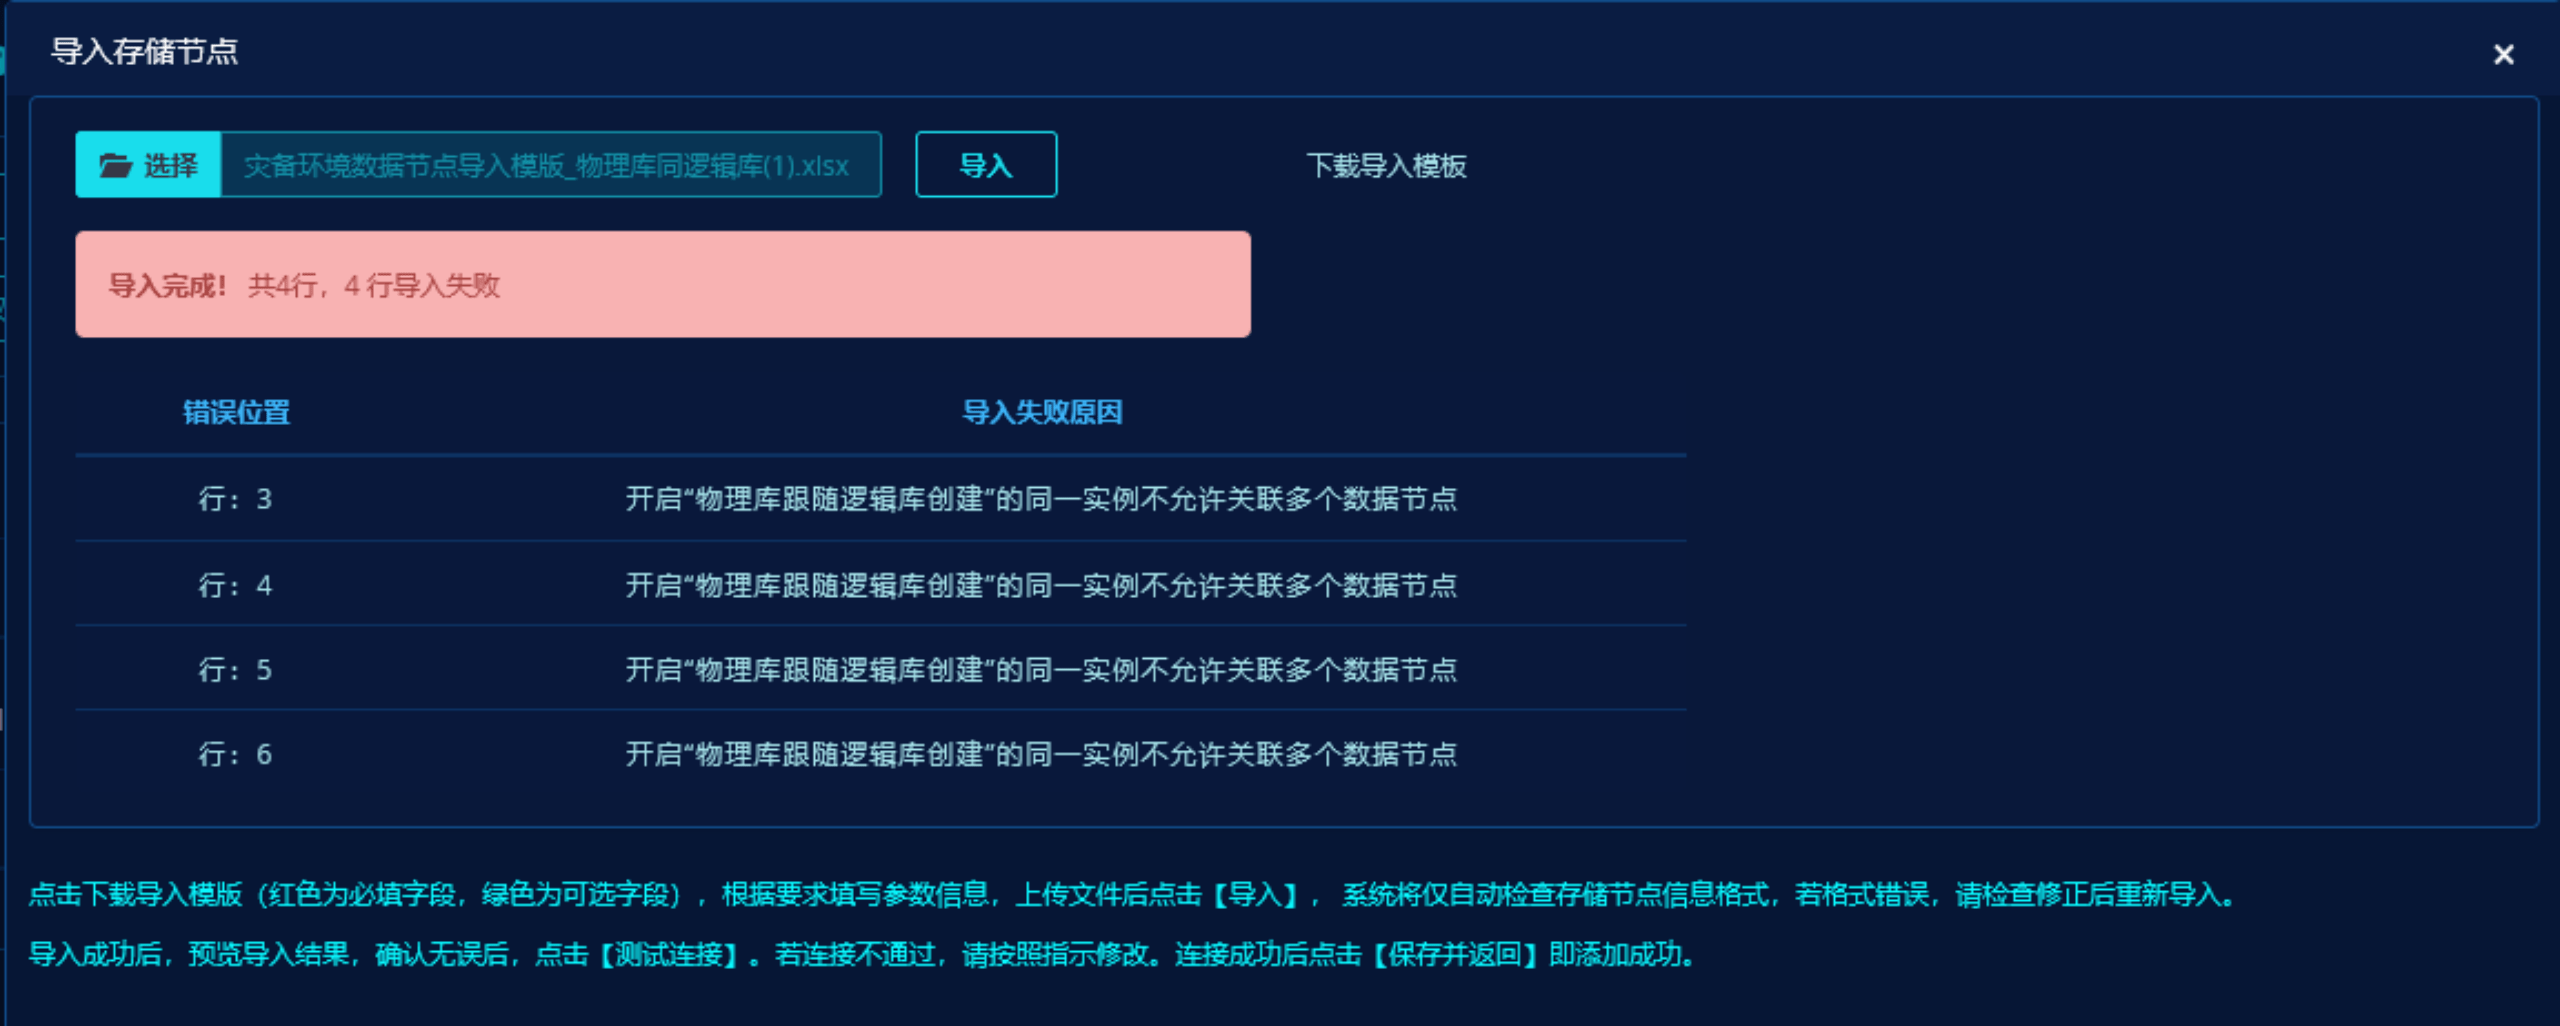 导入存储节点
选择 灾备环境数据节点导入模版_物理库同逻辑库(1).xlsx 导入 下载导入模板
导入完成！ 共4行，4 行导入失败
错误位置 导入失败原因
行：3 开启“物理库跟随逻辑库创建”的同一实例不允许关联多个数据节点
行：4 开启“物理库跟随逻辑库创建”的同一实例不允许关联多个数据节点
行：5 开启“物理库跟随逻辑库创建”的同一实例不允许关联多个数据节点
行：6 开启“物理库跟随逻辑库创建”的同一实例不允许关联多个数据节点
点击下载导入模版（红色为必填字段，绿色为可选字段），根据要求填写参数信息，上传文件后点击【导入】， 系统将仅自动检查存储节点信息格式，若格式错误，请检查修正后重新导入。
导入成功后，预览导入结果，确认无误后，点击【测试连接】。若连接不通过，请按照指示修改。连接成功后点击【保存并返回】即添加成功。